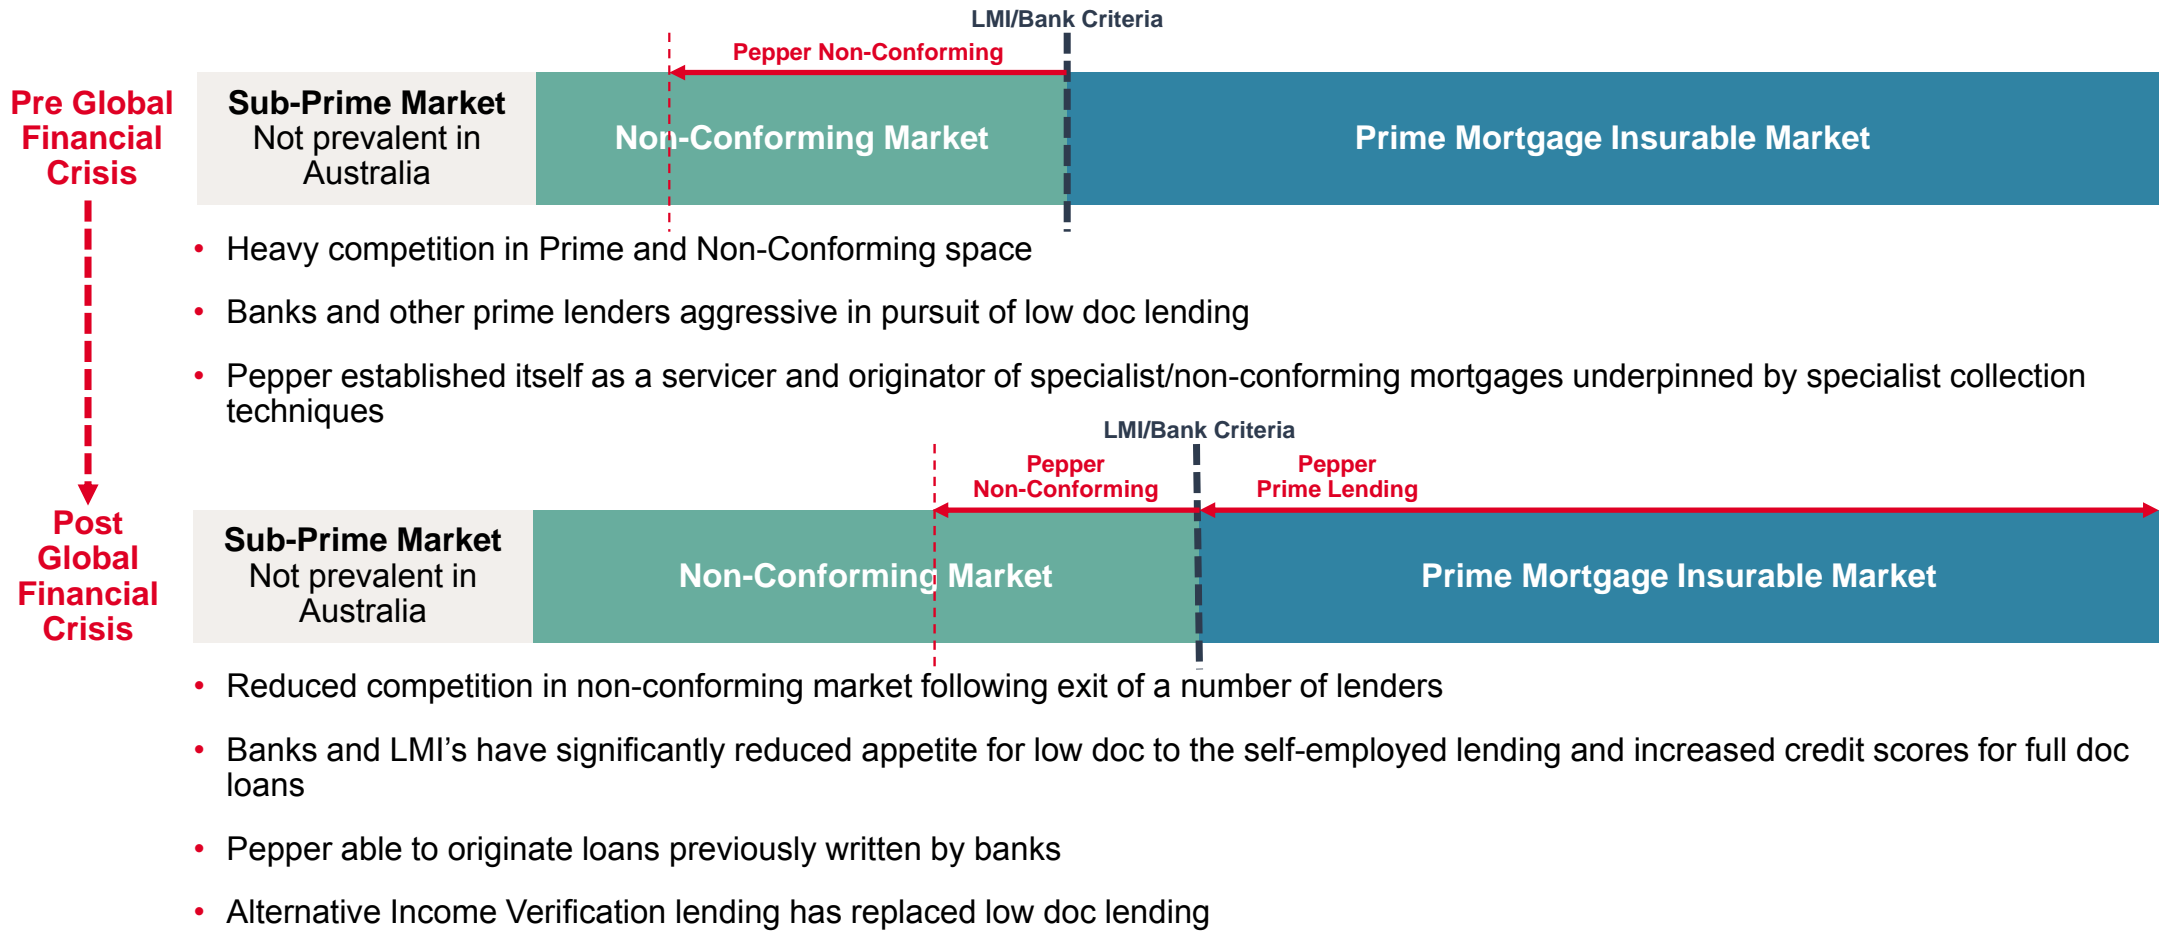 LMI/Bank Criteria
Pepper Non-Conforming
Pre Global
Financial
Crisis
Sub-Prime Market
Not prevalent in
Australia
Non-Conforming Market
Prime Mortgage Insurable Market
• Heavy competition in Prime and Non-Conforming space
• Banks and other prime lenders aggressive in pursuit of low doc lending
• Pepper established itself as a servicer and originator of specialist/non-conforming mortgages underpinned by specialist collection
techniques
LMI/Bank Criteria
Pepper
Non-Conforming
Pepper
Prime Lending
Post
Global
Financial
Crisis
Sub-Prime Market
Not prevalent in
Australia
Non-Conforming Market
Prime Mortgage Insurable Market
• Reduced competition in non-conforming market following exit of a number of lenders
• Banks and LMI’s have significantly reduced appetite for low doc to the self-employed lending and increased credit scores for full doc
loans
• Pepper able to originate loans previously written by banks
• Alternative Income Verification lending has replaced low doc lending